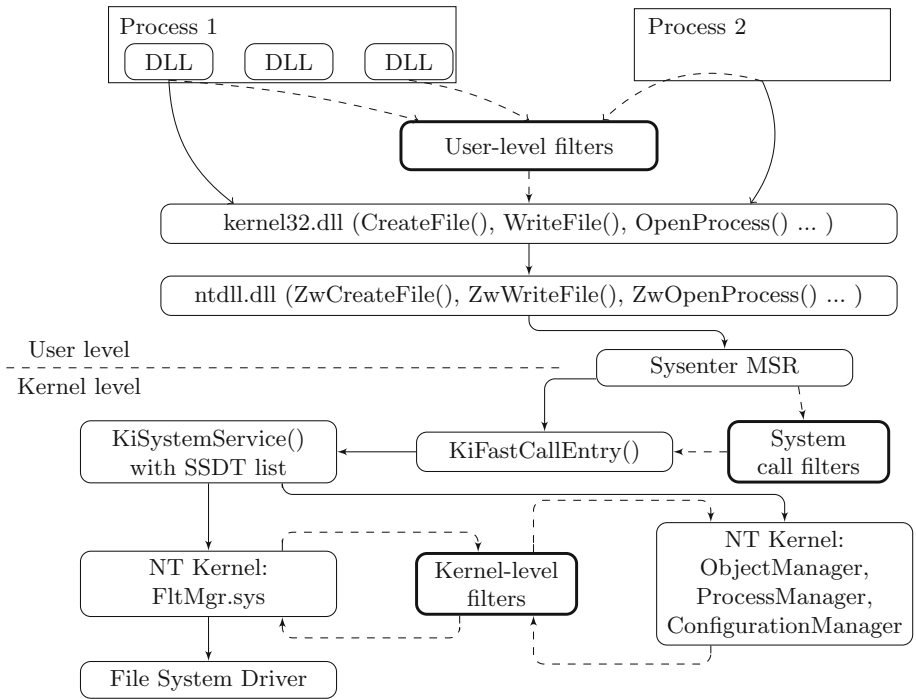 Process 1
Process 2
DLL
DLL
DLL
User-level filters
kernel32.dll (CreateFile(), WriteFile(), OpenProcess() ... )
ntdll.dll (ZwCreateFile(), ZwWriteFile(), ZwOpenProcess() ... )
User level
Sysenter MSR
Kernel level
KiSystemService()
with SSDT list
KiFastCallEntry()
System
call filters
NT Kernel:
FltMgr.sys
Kernel-level
filters
NT Kernel:
ObjectManager,
ProcessManager,
ConfigurationManager
File System Driver